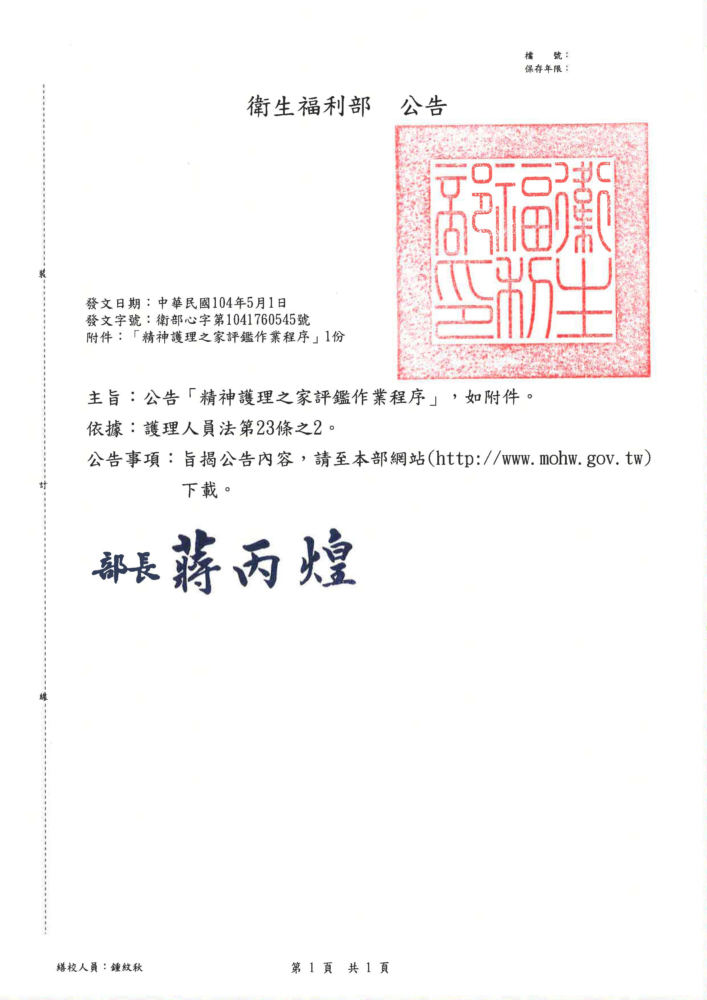 檔　　號：
保存年限：
衛生福利部　公告
衛生福利部印
發文日期：中華民國104年5月1日
發文字號：衛部心字第1041760545號
附件：「精神護理之家評鑑作業程序」1份
主旨：公告「精神護理之家評鑑作業程序」，如附件。
依據：護理人員法第23條之2。
公告事項：旨揭公告內容，請至本部網站(http://www.mohw.gov.tw)
下載。
部長 蔣丙煌
裝
訂
線
繕校人員：鍾紋秋
第 1 頁　共 1 頁